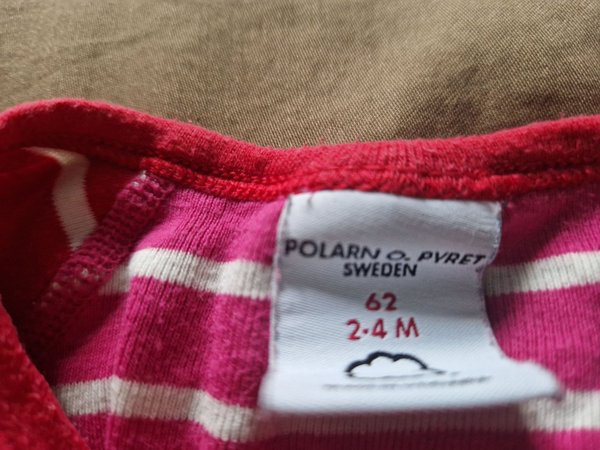 POLARN O. PYRET
SWEDEN
62
2-4 M